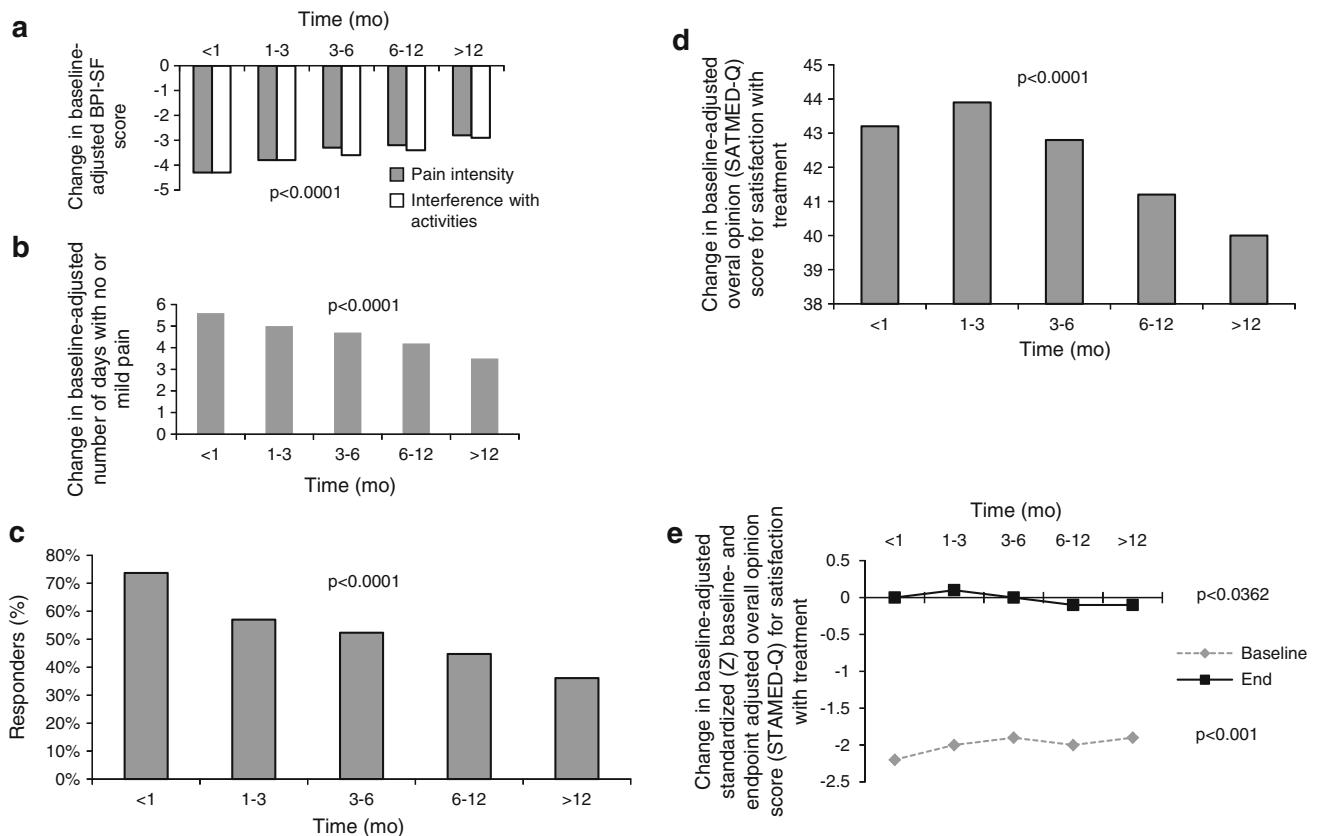 a
Time (mo)
<1 1-3 3-6 6-12 >12
Change in baseline-
adjusted BPI-SF
score
0
-1
-2
-3
-4
-5
p<0.0001
Pain intensity
Interference with
activities
b
Change in baseline-adjusted
number of days with no or
mild pain
6
5
4
3
2
1
0
p<0.0001
<1 1-3 3-6 6-12 >12
Time (mo)
c
Responders (%)
80%
70%
60%
50%
40%
30%
20%
10%
0%
p<0.0001
<1 1-3 3-6 6-12 >12
Time (mo)
d
Change in baseline-adjusted
overal opinion (SATMED-Q)
score for satisfaction with
treatment
45
44
43
42
41
40
39
38
p<0.0001
<1 1-3 3-6 6-12 >12
Time (mo)
e
Change in baseline-adjusted
standardized (Z) baseline- and
endpoint adjusted overall opinion
score (STAMED-Q) for satisfaction
with treatment
Time (mo)
<1 1-3 3-6 6-12 >12
0.5
0
-0.5
-1
-1.5
-2
-2.5
p<0.0362
Baseline
End
p<0.001